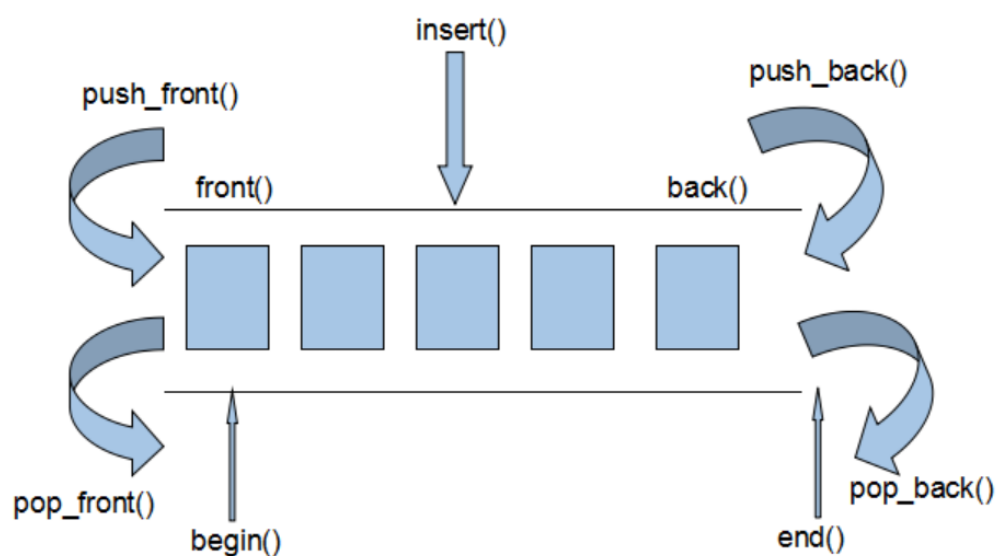 insert()
push_front()
push_back()
front()
back()
pop_front()
pop_back()
begin()
end()